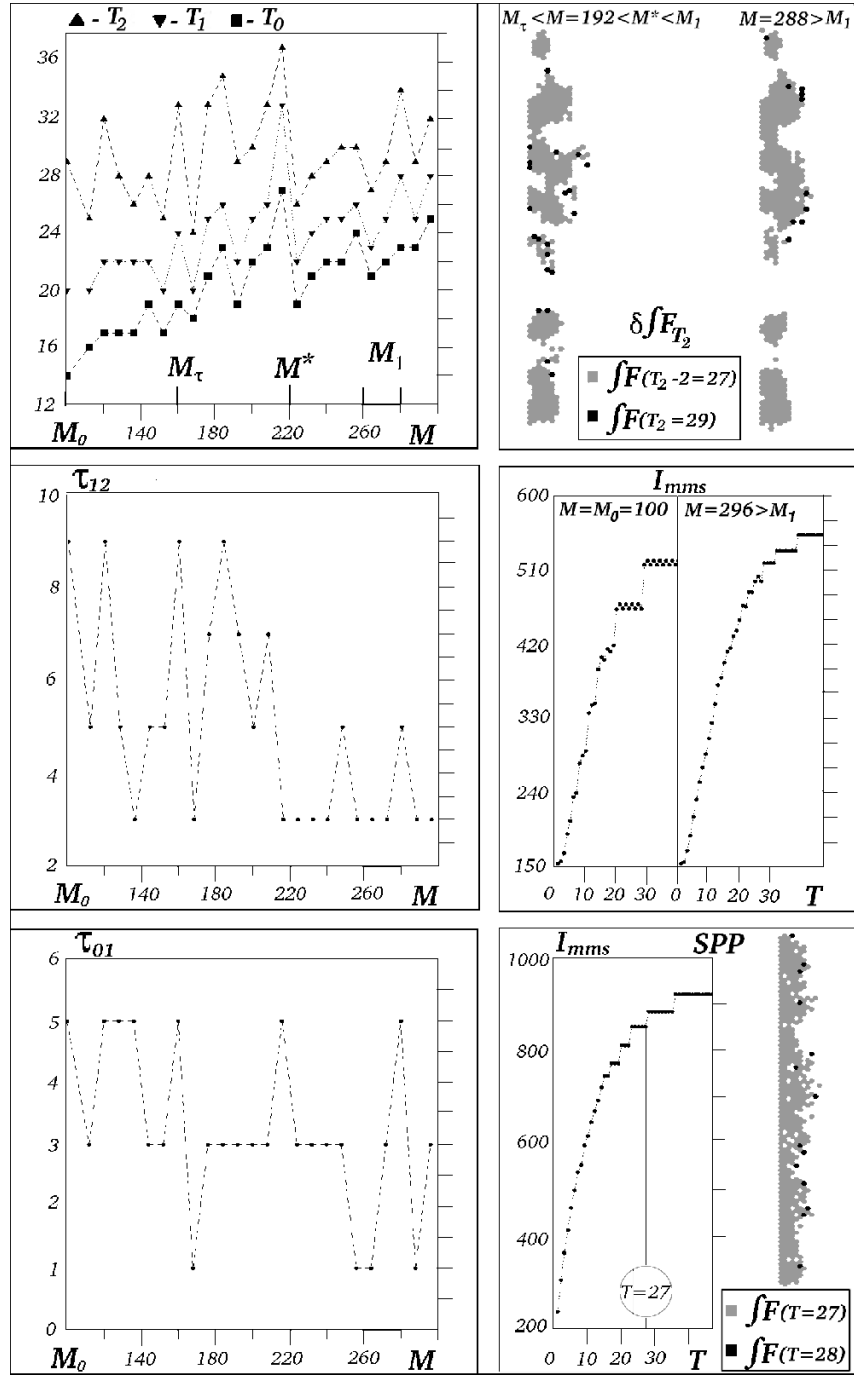 ▲ - T2 ▼ - T1 ■ - T0
36
32
28
24
20
16
12
Mτ M* M1
M0 140 180 220 260 M
Mτ <M=192<M*<M1 M=288>M1
δ∫FT2
■ ∫F(T2 -2=27)
■ ∫F(T2 =29)
τ12
10
8
6
4
2
M0 140 180 220 260 M
Imms
600
510
420
330
240
150
M=M0=100 M=296>M1
0 10 20 30 0 10 20 30 T
τ01
6
5
4
3
2
1
0
M0 140 180 220 260 M
Imms SPP
1000
800
600
400
200
T=27
0 10 20 30 T
■ ∫F(T=27)
■ ∫F(T=28)